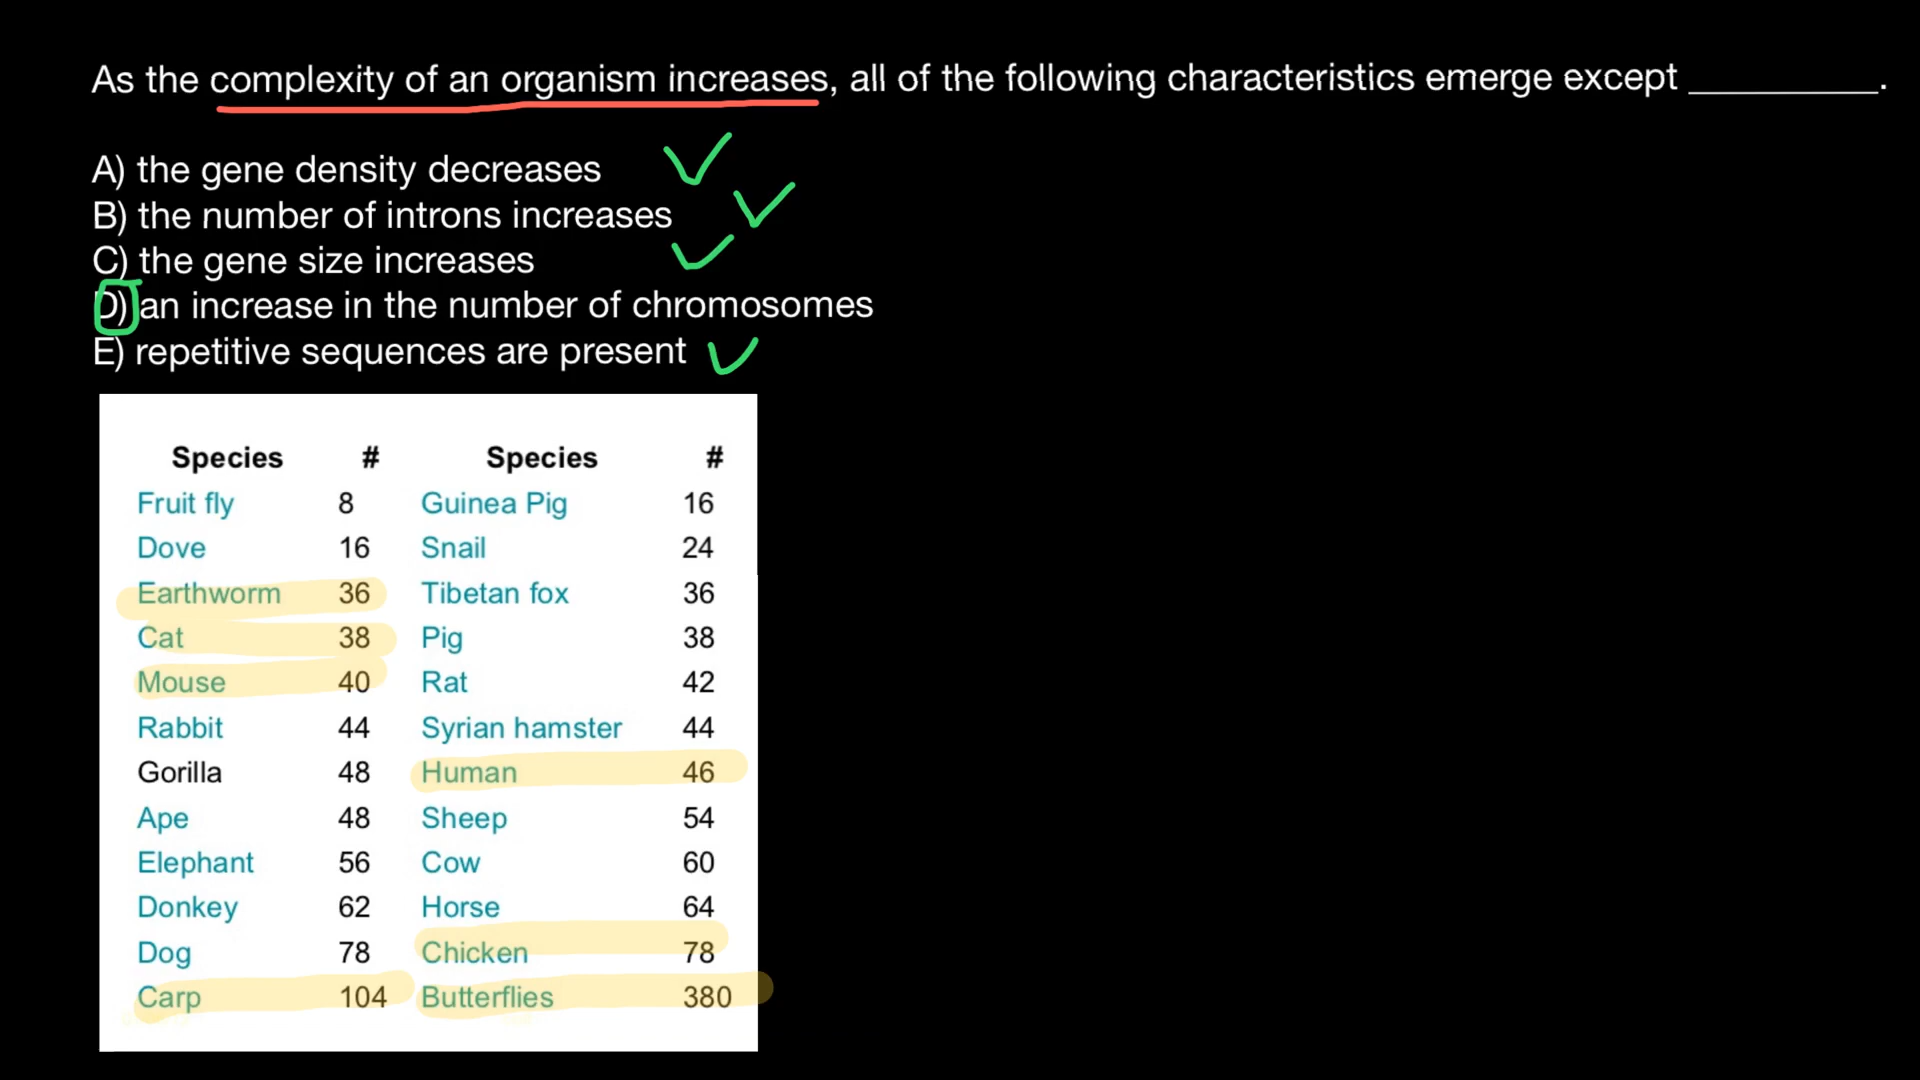 As the complexity of an organism increases, all of the following characteristics emerge except __________.
A) the gene density decreases
B) the number of introns increases
C) the gene size increases
D) an increase in the number of chromosomes
E) repetitive sequences are present
Species # Species #
Fruit fly 8 Guinea Pig 16
Dove 16 Snail 24
Earthworm 36 Tibetan fox 36
Cat 38 Pig 38
Mouse 40 Rat 42
Rabbit 44 Syrian hamster 44
Gorilla 48 Human 46
Ape 48 Sheep 54
Elephant 56 Cow 60
Donkey 62 Horse 64
Dog 78 Chicken 78
Carp 104 Butterflies 380